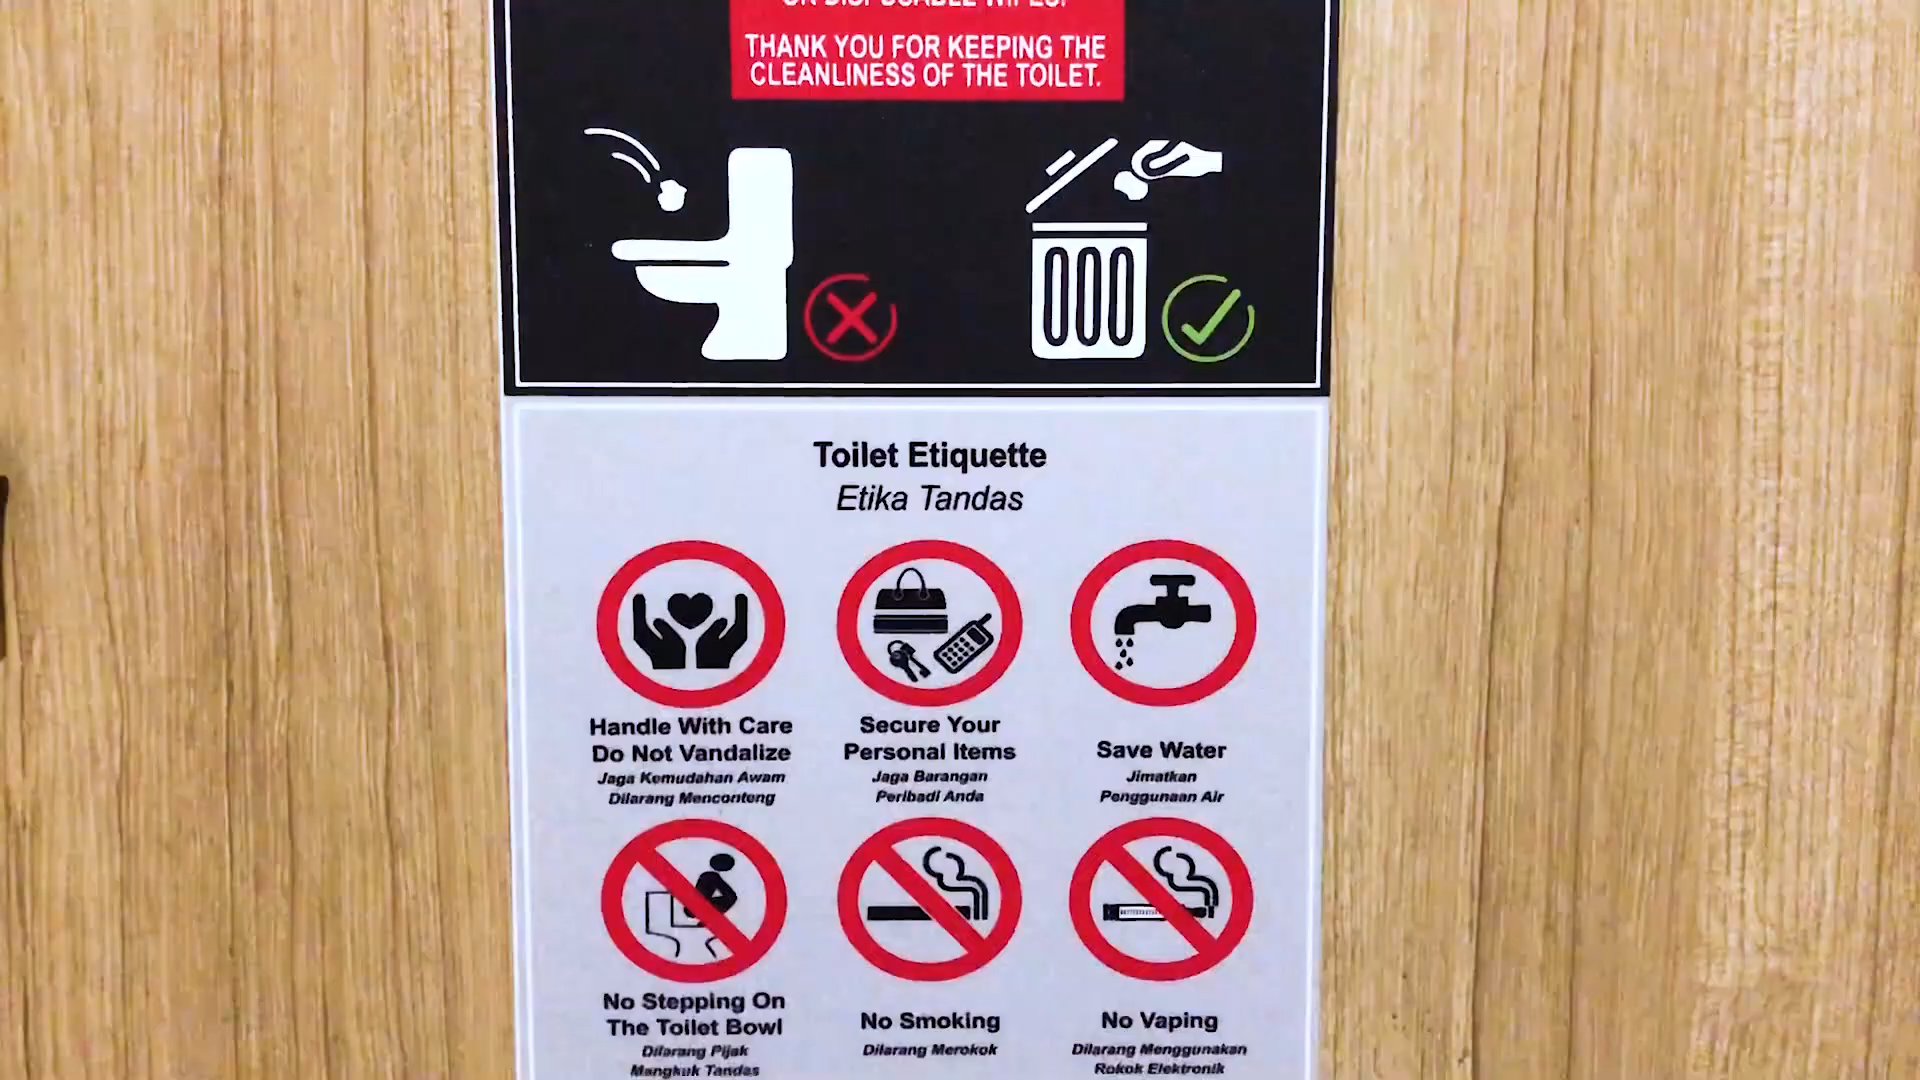 OR DISPOSABLE WIPES.
THANK YOU FOR KEEPING THE
CLEANLINESS OF THE TOILET.
Toilet Etiquette
Etika Tandas
Handle With Care
Do Not Vandalize
Jaga Kemudahan Awam
Dilarang Menconteng
Secure Your
Personal Items
Jaga Barangan
Peribadi Anda
Save Water
Jimatkan
Penggunaan Air
No Stepping On
The Toilet Bowl
Dilarang Pijak
Mangkuk Tandas
No Smoking
Dilarang Merokok
No Vaping
Dilarang Menggunakan
Rokok Elektronik